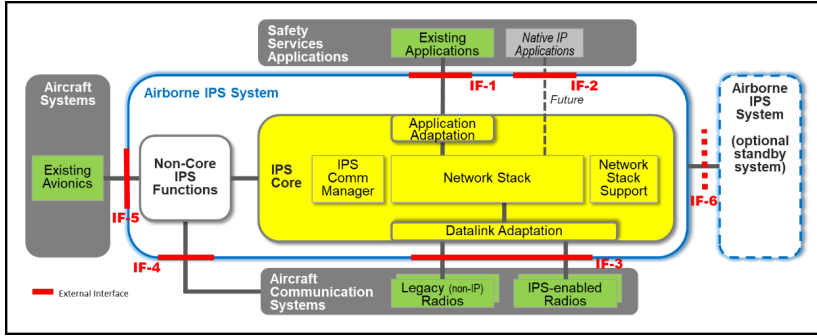 Safety
Services
Applications
Existing
Applications
Native IP
Applications
IF-1
IF-2
Future
Aircraft
Systems
Existing
Avionics
IF-5
Airborne IPS System
Non-Core
IPS
Functions
IPS
Core
Application
Adaptation
IPS
Comm
Manager
Network Stack
Network
Stack
Support
Datalink Adaptation
IF-4
IF-3
IF-6
Airborne
IPS
System
(optional
standby
system)
Aircraft
Communication
Systems
Legacy (non-IP)
Radios
IPS-enabled
Radios
External Interface